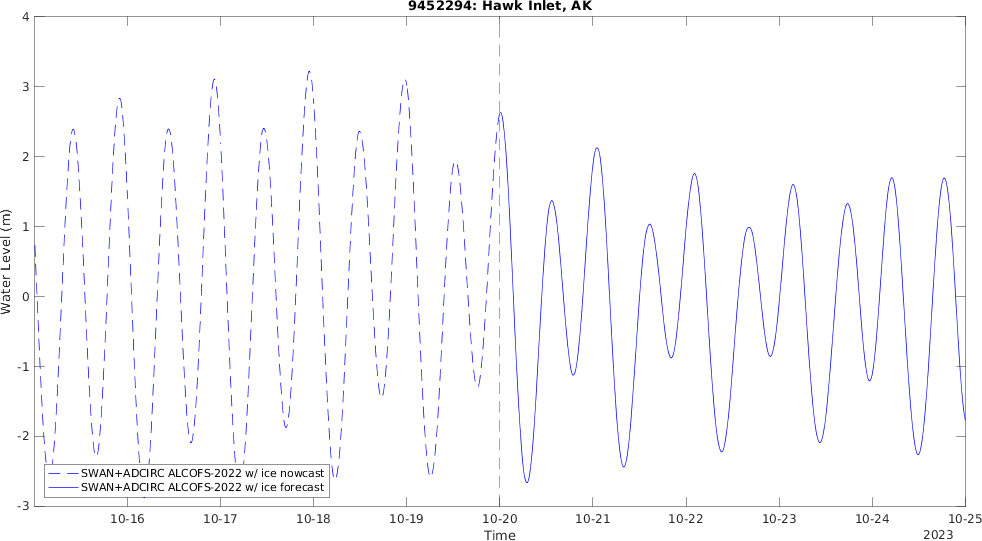 9452294: Hawk Inlet, AK
4
3
2
1
0
-1
-2
-3
Water Level (m)
SWAN+ADCIRC ALCOFS-2022 w/ ice nowcast
SWAN+ADCIRC ALCOFS-2022 w/ ice forecast
10-16 10-17 10-18 10-19 10-20 10-21 10-22 10-23 10-24 10-25
Time
2023